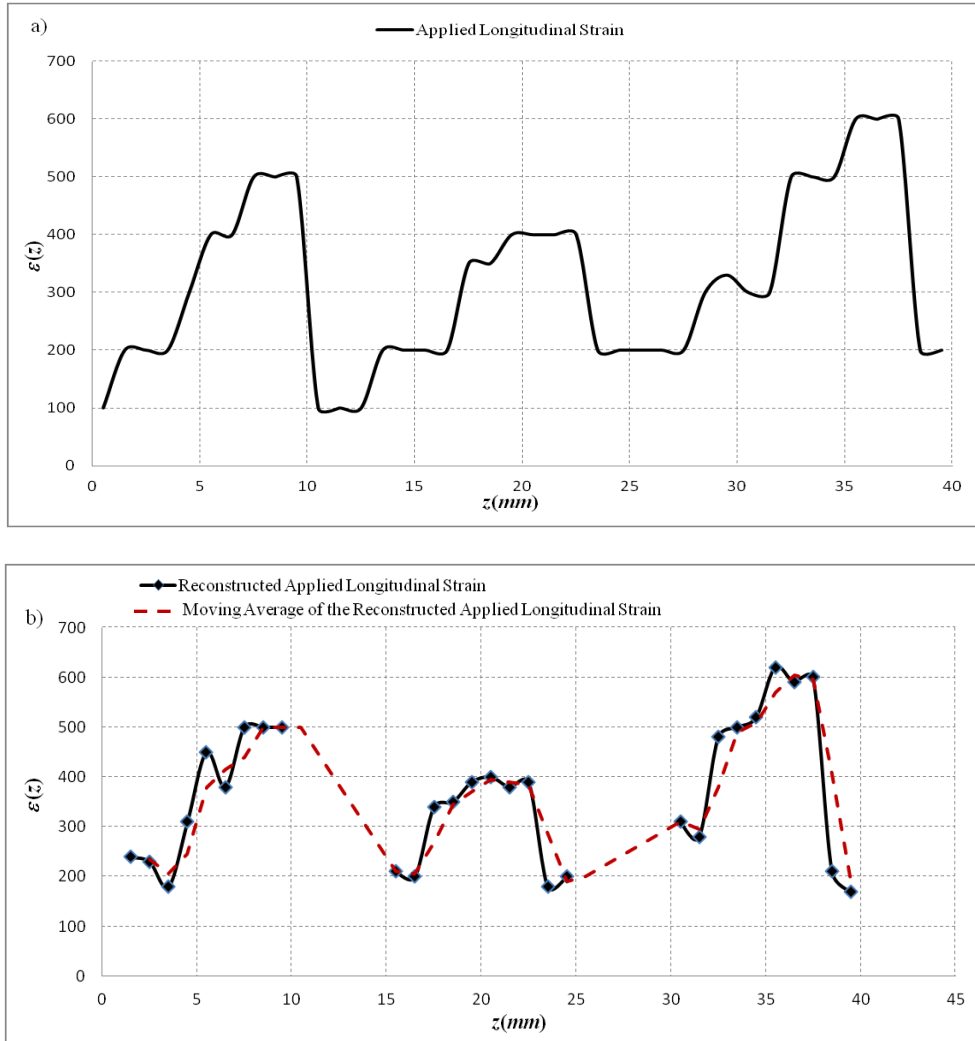 a)
Applied Longitudinal Strain
700
600
500
400
300
200
100
0
ε(z)
0 5 10 15 20 25 30 35 40
z(mm)
Reconstructed Applied Longitudinal Strain
Moving Average of the Reconstructed Applied Longitudinal Strain
b)
700
600
500
400
300
200
100
0
ε(z)
0 5 10 15 20 25 30 35 40 45
z(mm)